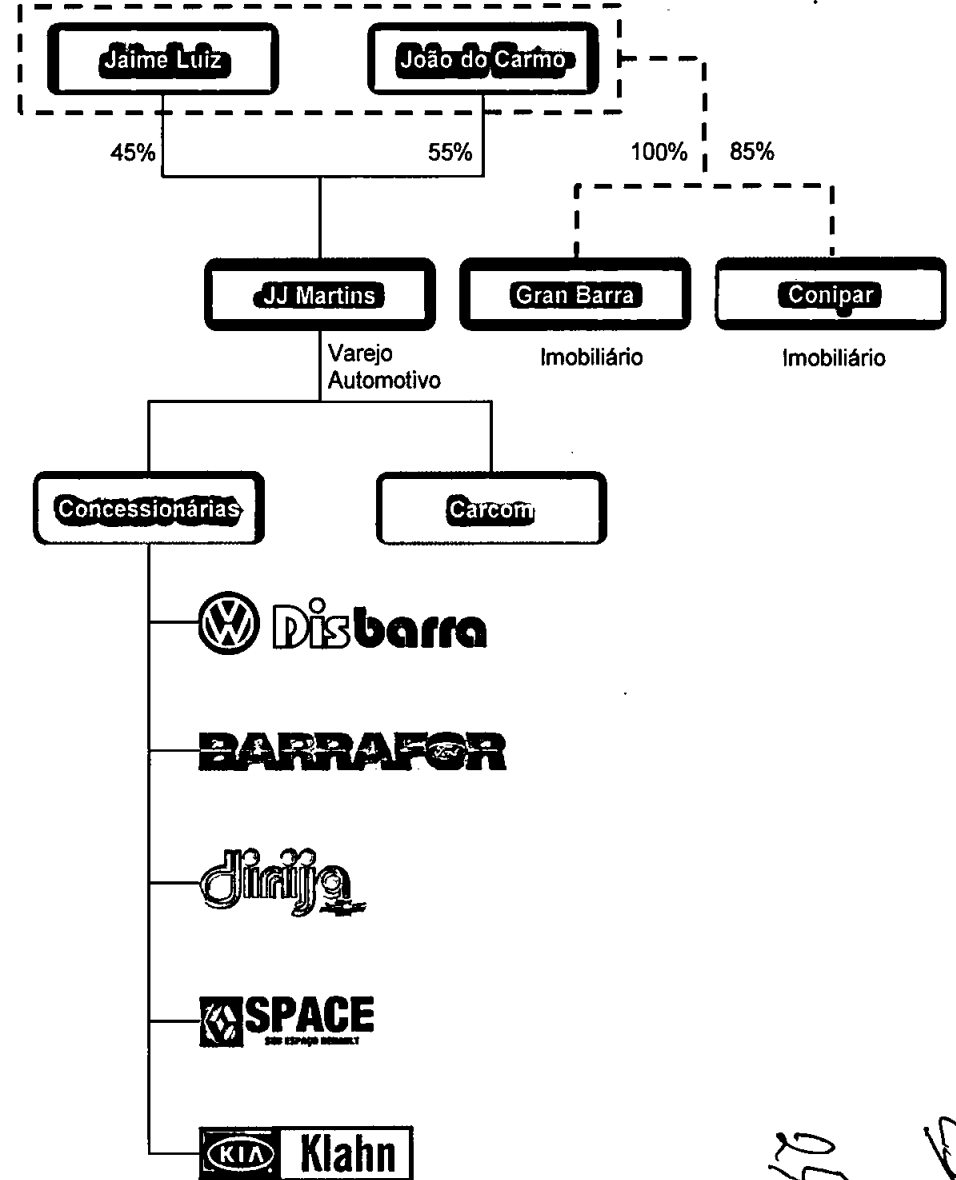 Jaime Luiz
João do Carmo
45%
55%
100%
85%
JJ Martins
Gran Barra
Conipar
Varejo
Automotivo
Imobiliário
Imobiliário
Concessionárias
Carcom
Disbarra
BARRAFOR
Ford
dirija
SPACE
SEU ESPAÇO RENAULT
KIA Klahn